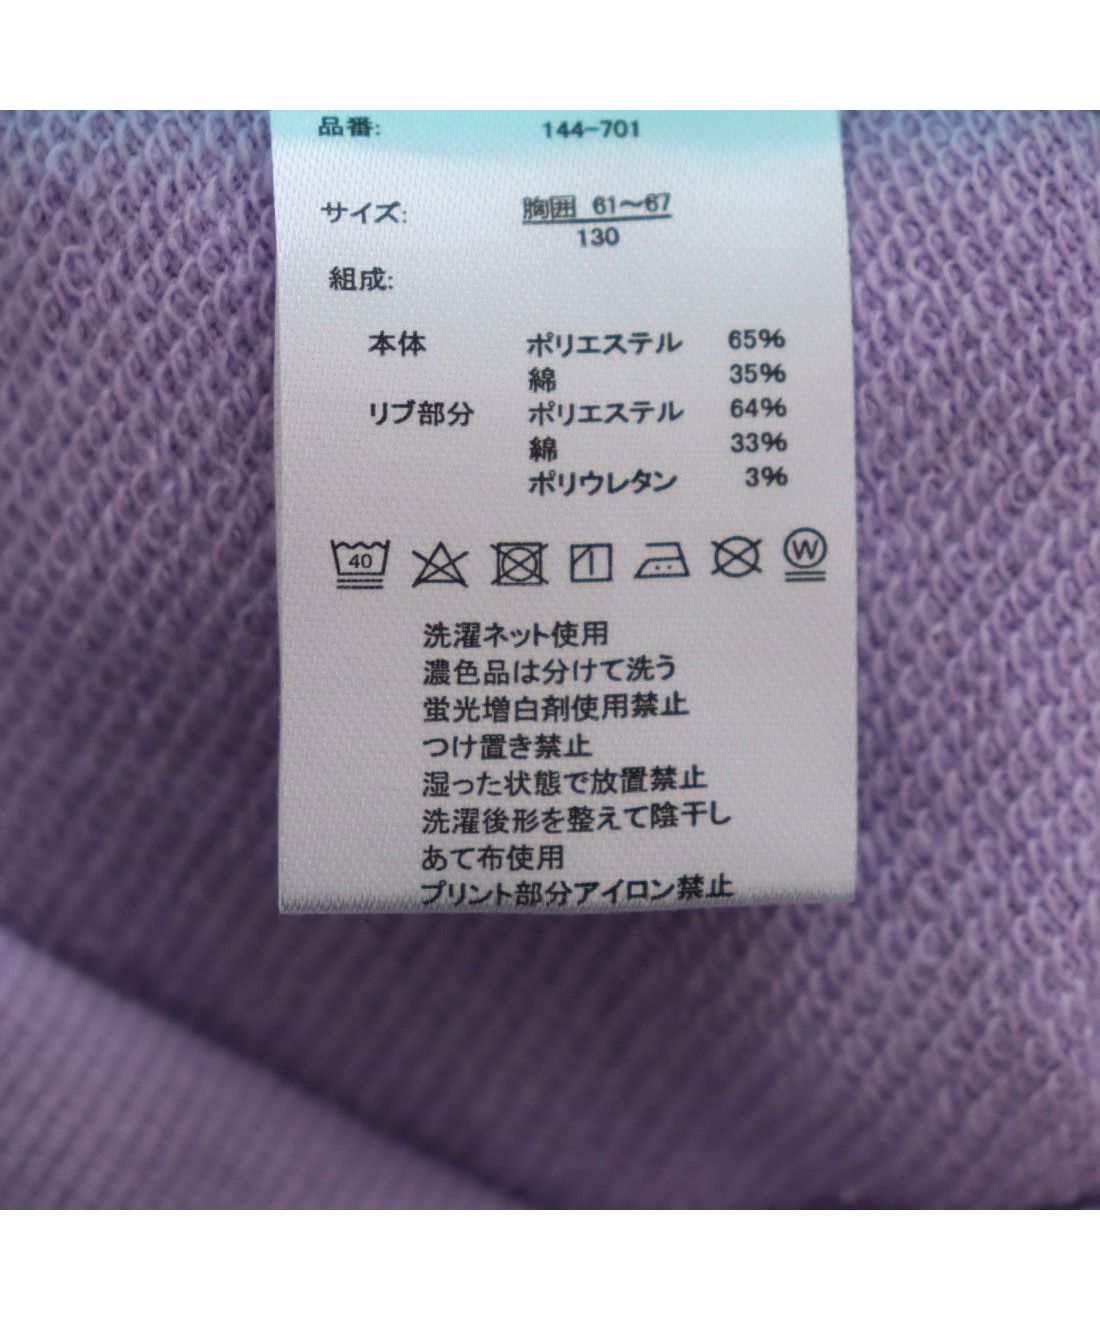 品番: 144-701
サイズ: 胸囲 61～67
130
組成:
本体 ポリエステル 65%
綿 35%
リブ部分 ポリエステル 64%
綿 33%
ポリウレタン 3%
40 W
洗濯ネット使用
濃色品は分けて洗う
蛍光増白剤使用禁止
つけ置き禁止
湿った状態で放置禁止
洗濯後形を整えて陰干し
あて布使用
プリント部分アイロン禁止